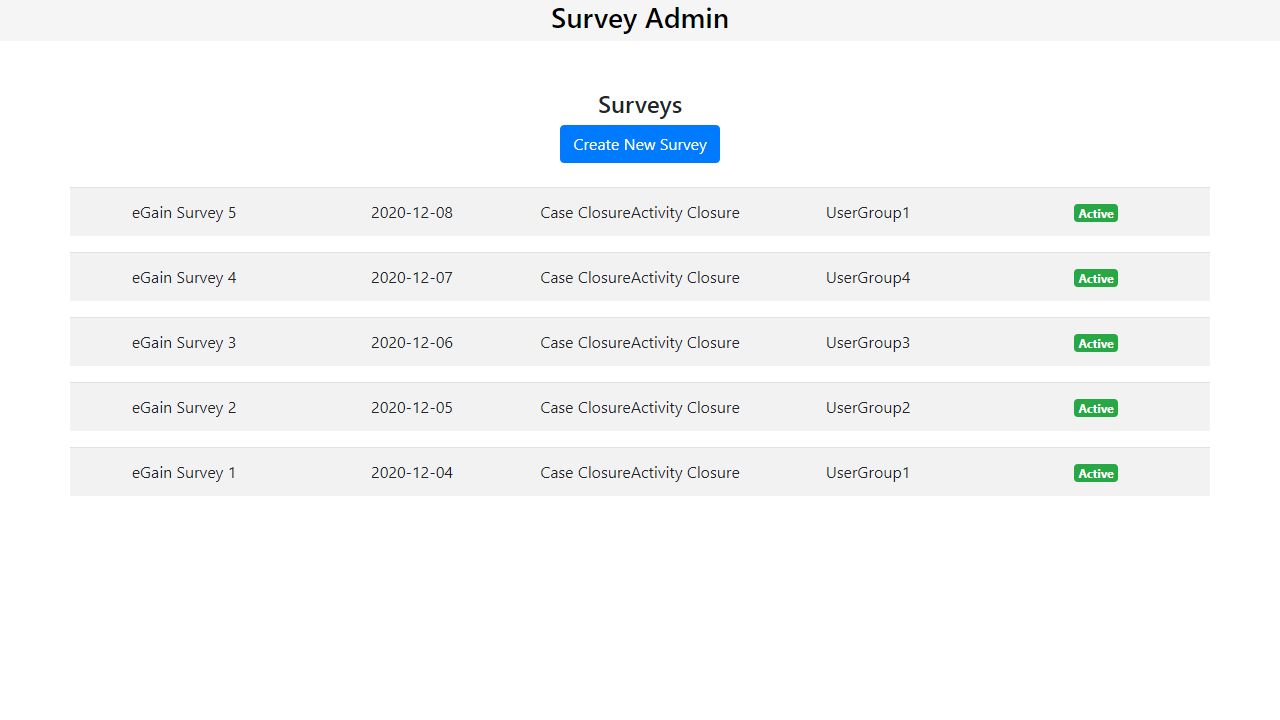 Survey Admin
Surveys
Create New Survey
eGain Survey 5 2020-12-08 Case ClosureActivity Closure UserGroup1 Active
eGain Survey 4 2020-12-07 Case ClosureActivity Closure UserGroup4 Active
eGain Survey 3 2020-12-06 Case ClosureActivity Closure UserGroup3 Active
eGain Survey 2 2020-12-05 Case ClosureActivity Closure UserGroup2 Active
eGain Survey 1 2020-12-04 Case ClosureActivity Closure UserGroup1 Active